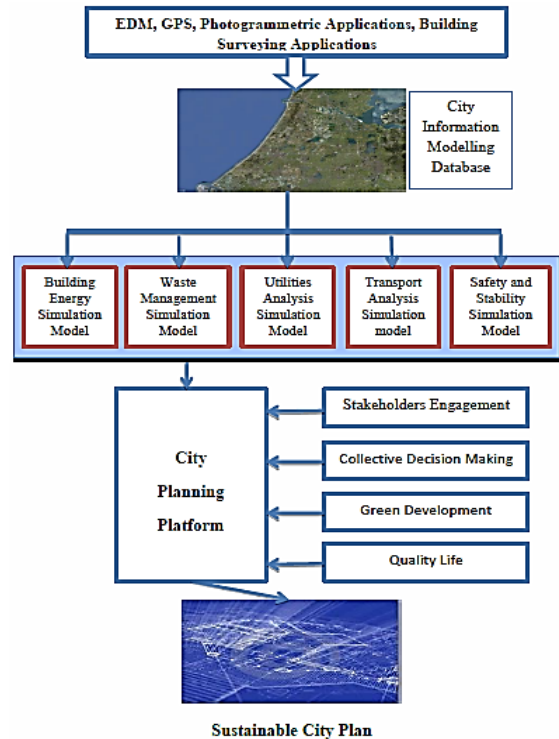 EDM, GPS, Photogrammetric Applications, Building
Surveying Applications
City
Information
Modelling
Database
Building
Energy
Simulation
Model
Waste
Management
Simulation
Model
Utilities
Analysis
Simulation
Model
Transport
Analysis
Simulation
model
Safety and
Stability
Simulation
Model
City
Planning
Platform
Stakeholders Engagement
Collective Decision Making
Green Development
Quality Life
Sustainable City Plan